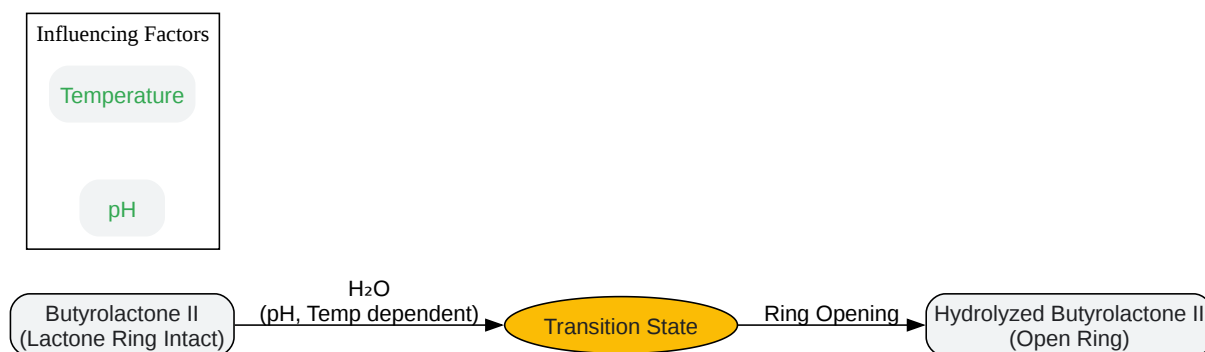 Influencing Factors
Temperature
pH
H₂O
(pH, Temp dependent)
Butyrolactone II
(Lactone Ring Intact)
Transition State
Ring Opening
Hydrolyzed Butyrolactone II
(Open Ring)